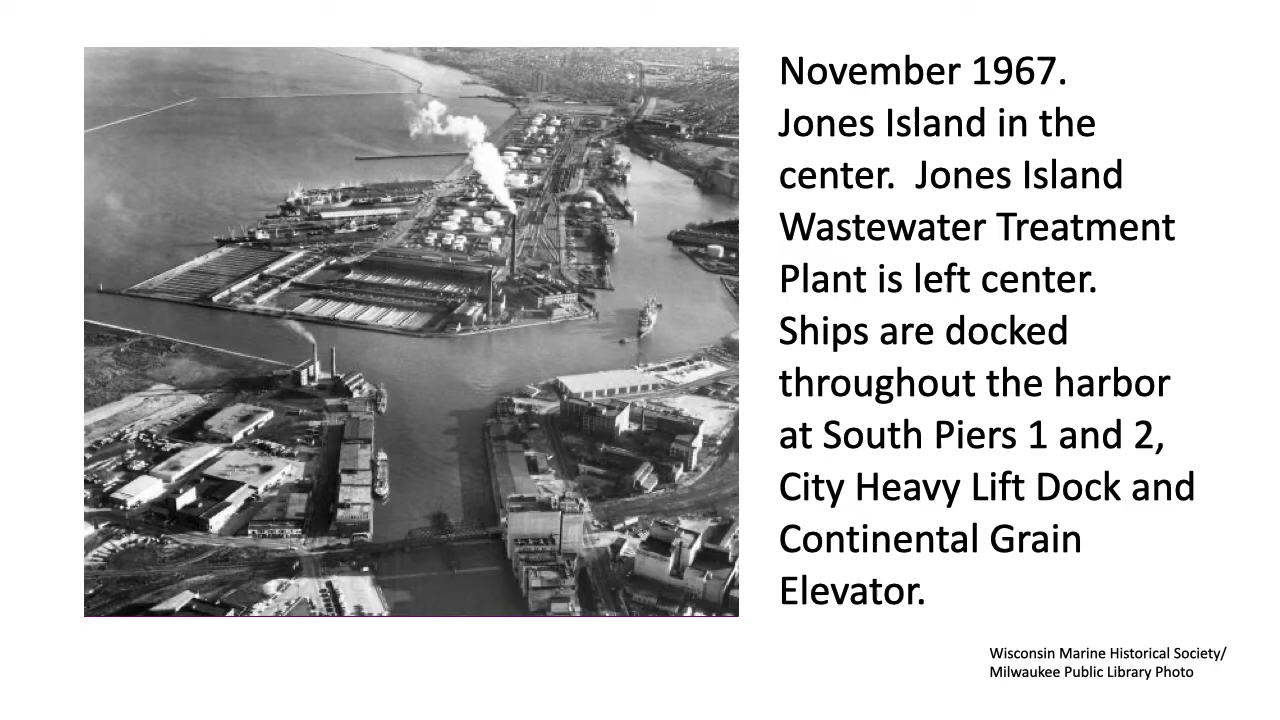 November 1967.
Jones Island in the
center.  Jones Island
Wastewater Treatment
Plant is left center.
Ships are docked
throughout the harbor
at South Piers 1 and 2,
City Heavy Lift Dock and
Continental Grain
Elevator.
Wisconsin Marine Historical Society/
Milwaukee Public Library Photo